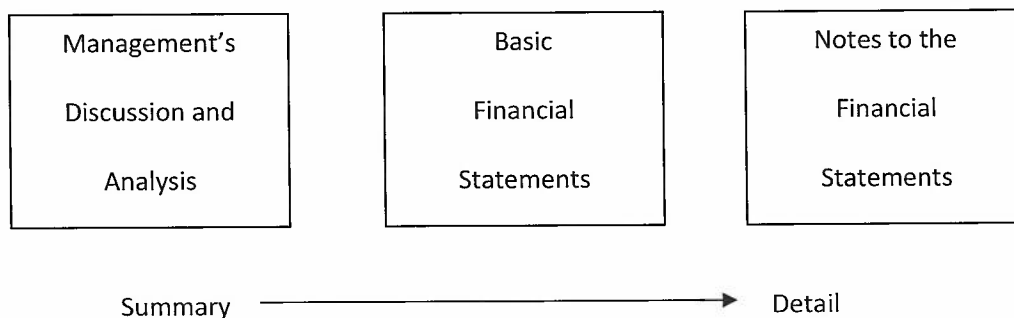 Management's
Discussion and
Analysis
Basic
Financial
Statements
Notes to the
Financial
Statements
Summary
Detail